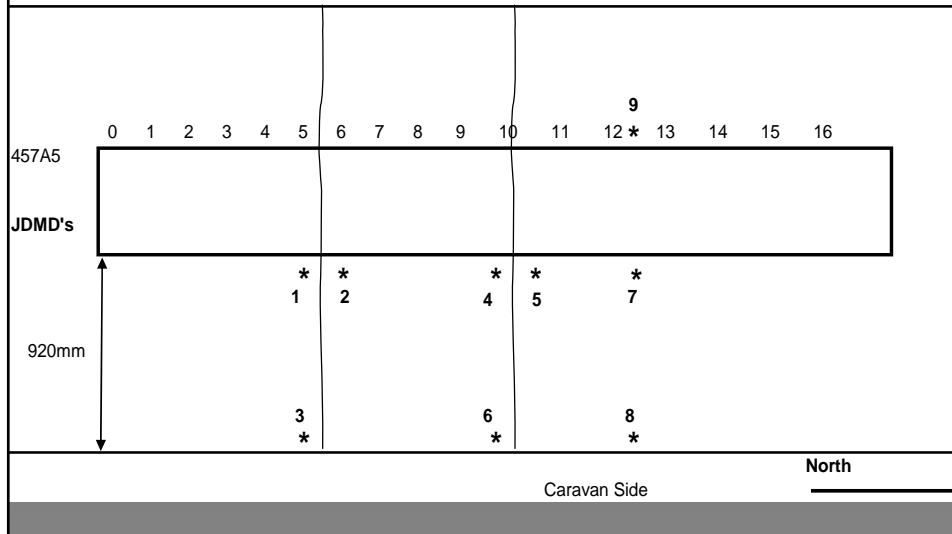 9
0 1 2 3 4 5 6 7 8 9 10 11 12 * 13 14 15 16
457A5
JDMD's
* * * * *
1 2 4 5 7
920mm
3 6 8
* * *
North
Caravan Side